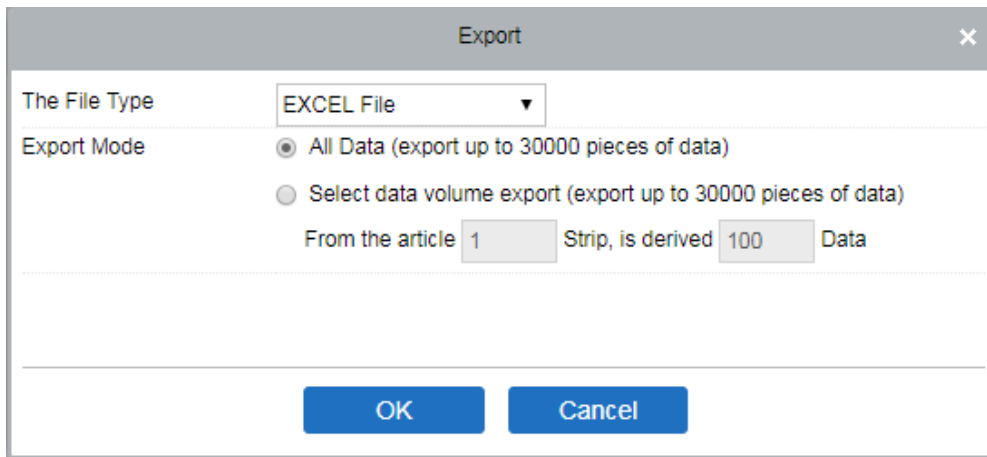 Export
The File Type EXCEL File
Export Mode All Data (export up to 30000 pieces of data)
Select data volume export (export up to 30000 pieces of data)
From the article 1 Strip, is derived 100 Data
OK Cancel